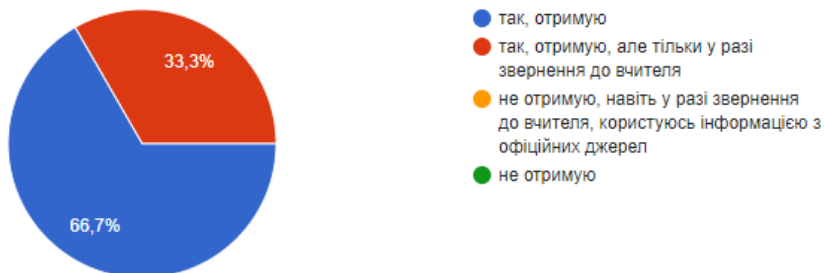 33,3%
66,7%
так, отримую
так, отримую, але тільки у разі
звернення до вчителя
не отримую, навіть у разі звернення
до вчителя, користуюсь інформацією з
офіційних джерел
не отримую